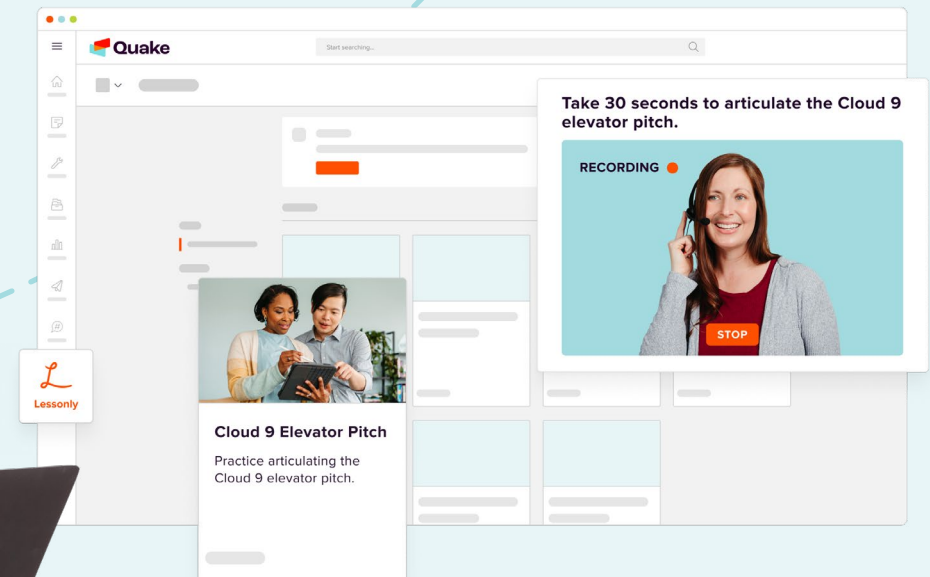 Quake
Start searching...
Take 30 seconds to articulate the Cloud 9
elevator pitch.
RECORDING
STOP
L
Lessonly
Cloud 9 Elevator Pitch
Practice articulating the
Cloud 9 elevator pitch.